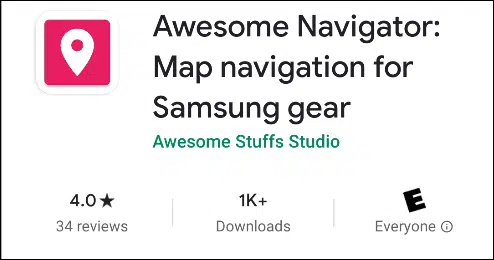 Awesome Navigator:
Map navigation for
Samsung gear
Awesome Stuffs Studio
4.0★ 1K+ E
34 reviews Downloads Everyone ⓘ